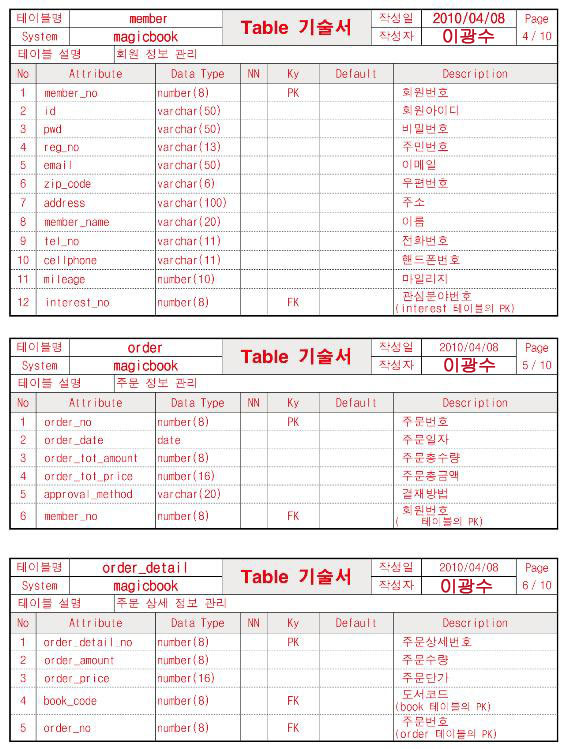 테이블명 member Table 기술서 작성일 2010/04/08 Page
System magicbook 작성자 이광수 4 / 10
테이블 설명 회원 정보 관리
No Attribute Data Type NN Ky Default Description
1 member_no number(8) PK 회원번호
2 id varchar(50) 회원아이디
3 pwd varchar(50) 비밀번호
4 reg_no varchar(13) 주민번호
5 email varchar(50) 이메일
6 zip_code varchar(6) 우편번호
7 address varchar(100) 주소
8 member_name varchar(20) 이름
9 tel_no varchar(11) 전화번호
10 cellphone varchar(11) 핸드폰번호
11 mileage number(10) 마일리지
12 interest_no number(8) FK 관심분야번호
(interest 테이블의 PK)
테이블명 order Table 기술서 작성일 2010/04/08 Page
System magicbook 작성자 이광수 5 / 10
테이블 설명 주문 정보 관리
No Attribute Data Type NN Ky Default Description
1 order_no number(8) PK 주문번호
2 order_date date 주문일자
3 order_tot_amount number(8) 주문총수량
4 order_tot_price number(16) 주문총금액
5 approval_method varchar(20) 결재방법
6 member_no number(8) FK 회원번호
( 테이블의 PK)
테이블명 order_detail Table 기술서 작성일 2010/04/08 Page
System magicbook 작성자 이광수 6 / 10
테이블 설명 주문 상세 정보 관리
No Attribute Data Type NN Ky Default Description
1 order_detail_no number(8) PK 주문상세번호
2 order_amount number(8) 주문수량
3 order_price number(16) 주문단가
4 book_code number(8) FK 도서코드
(book 테이블의 PK)
5 order_no number(8) FK 주문번호
(order 테이블의 PK)